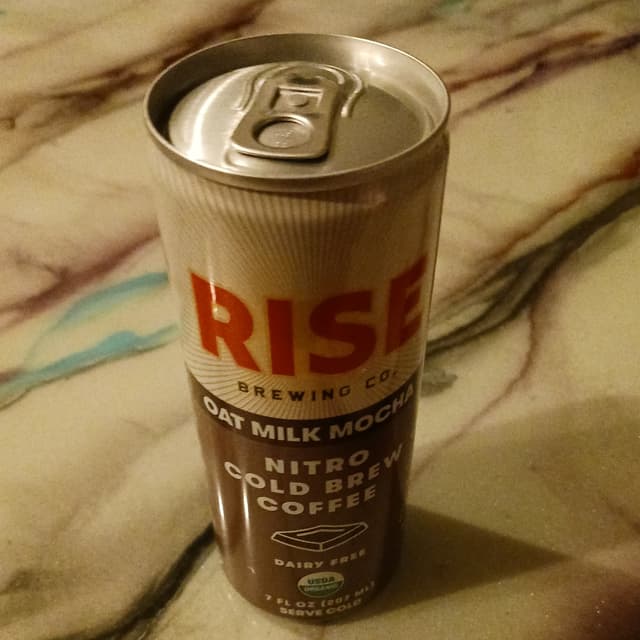 RISE
BREWING CO.
OAT MILK MOCHA
NITRO
COLD BREW
COFFEE
DAIRY FREE
USDA
ORGANIC
7 FL OZ (207 ML)
SERVE COLD